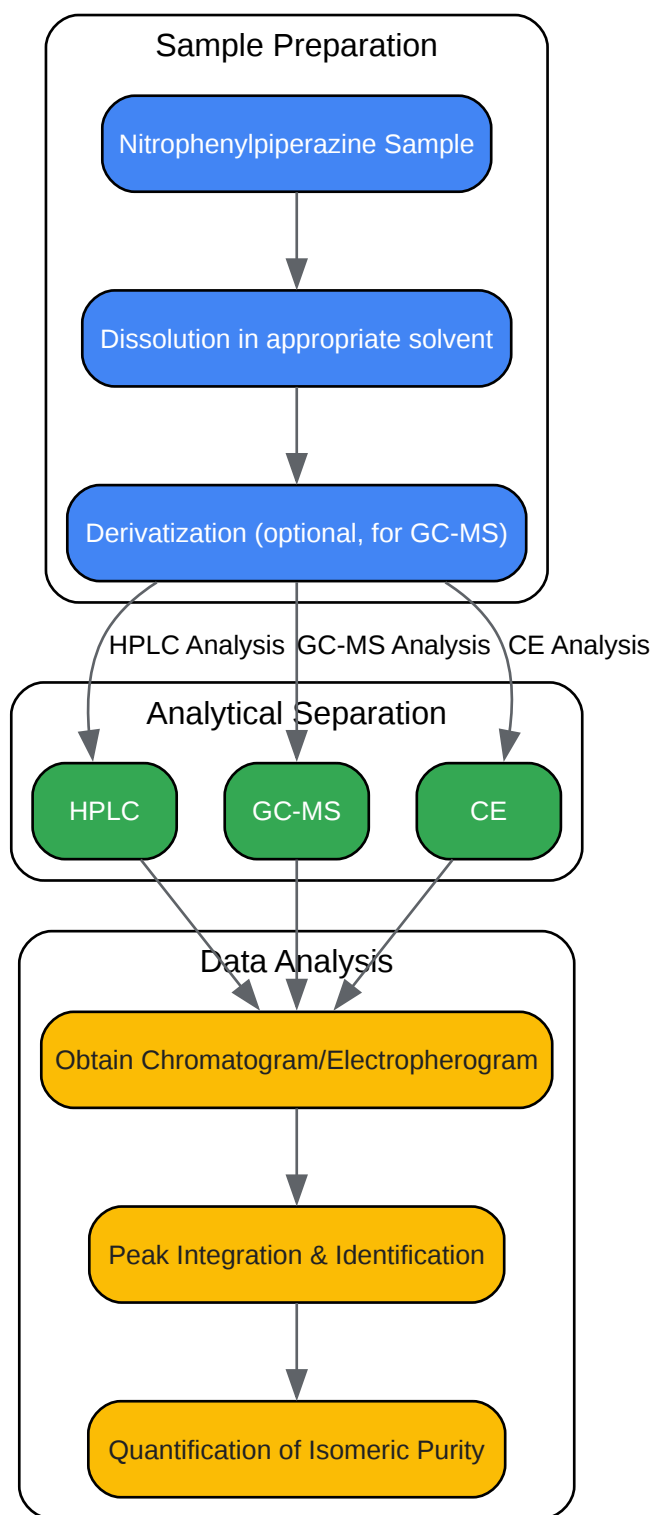 Sample Preparation
Nitrophenylpiperazine Sample
Dissolution in appropriate solvent
Derivatization (optional, for GC-MS)
HPLC Analysis
GC-MS Analysis
CE Analysis
Analytical Separation
HPLC
GC-MS
CE
Data Analysis
Obtain Chromatogram/Electropherogram
Peak Integration & Identification
Quantification of Isomeric Purity